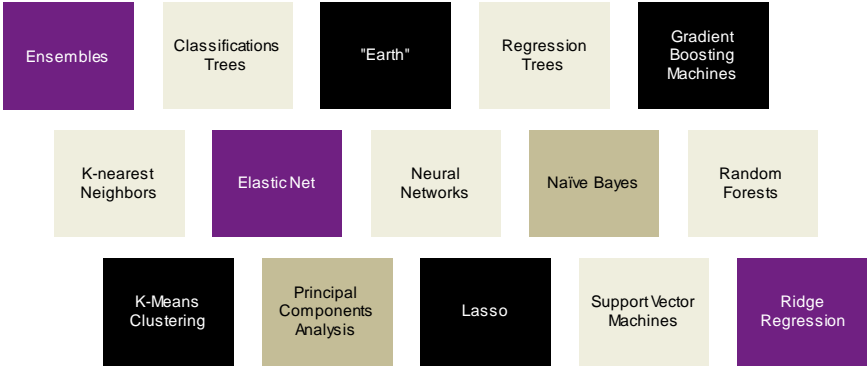 Ensembles
Classifications
Trees
"Earth"
Regression
Trees
Gradient
Boosting
Machines
K-nearest
Neighbors
Elastic Net
Neural
Networks
Naïve Bayes
Random
Forests
K-Means
Clustering
Principal
Components
Analysis
Lasso
Support Vector
Machines
Ridge
Regression